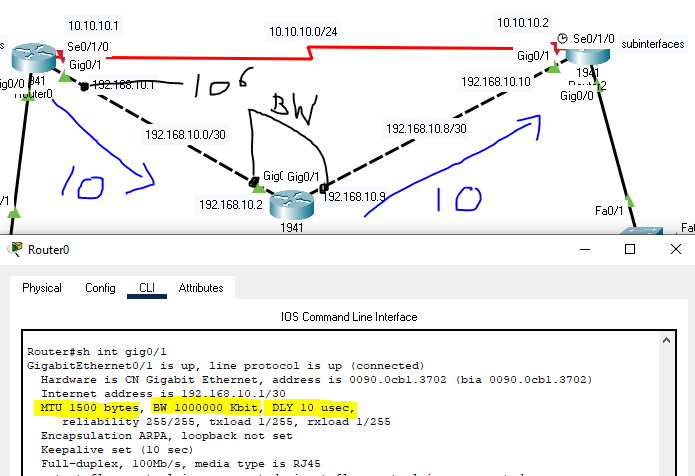 10.10.10.1
10.10.10.0/24
10.10.10.2
s
Se0/1/0
Se0/1/0
subinterfaces
Gig0/1
Gig0/1
1941
192.168.10.1
10⁶
192.168.10.10
941
Router0
ig0/0
Gig0/0
BW
192.168.10.0/30
192.168.10.8/30
10
Gig0/1
192.168.10.2
192.168.10.9
10
1941
/1
Fa0/1
Fa
Router0
Physical Config CLI Attributes
IOS Command Line Interface
Router#sh int gig0/1
GigabitEthernet0/1 is up, line protocol is up (connected)
Hardware is CN Gigabit Ethernet, address is 0090.0cb1.3702 (bia 0090.0cb1.3702)
Internet address is 192.168.10.1/30
MTU 1500 bytes, BW 1000000 Kbit, DLY 10 usec,
reliability 255/255, txload 1/255, rxload 1/255
Encapsulation ARPA, loopback not set
Keepalive set (10 sec)
Full-duplex, 100Mb/s, media type is RJ45